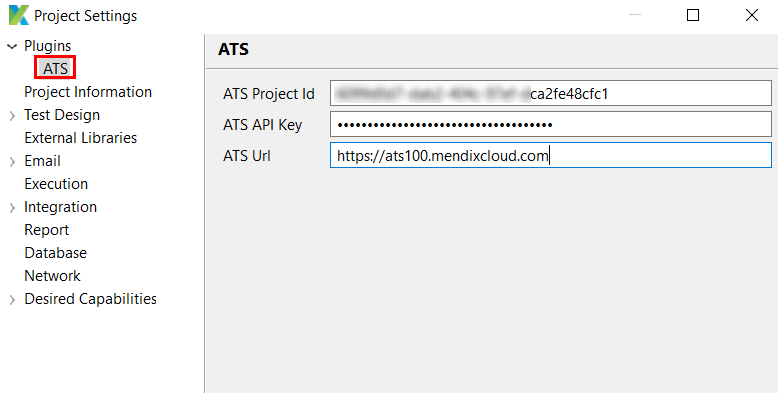 Project Settings
Plugins
ATS
Project Information
Test Design
External Libraries
Email
Execution
Integration
Report
Database
Network
Desired Capabilities
ATS
ATS Project Id ca2fe48cfc1
ATS API Key ••••••••••••••••••••••••••••••••••••
ATS Url https://ats100.mendixcloud.com